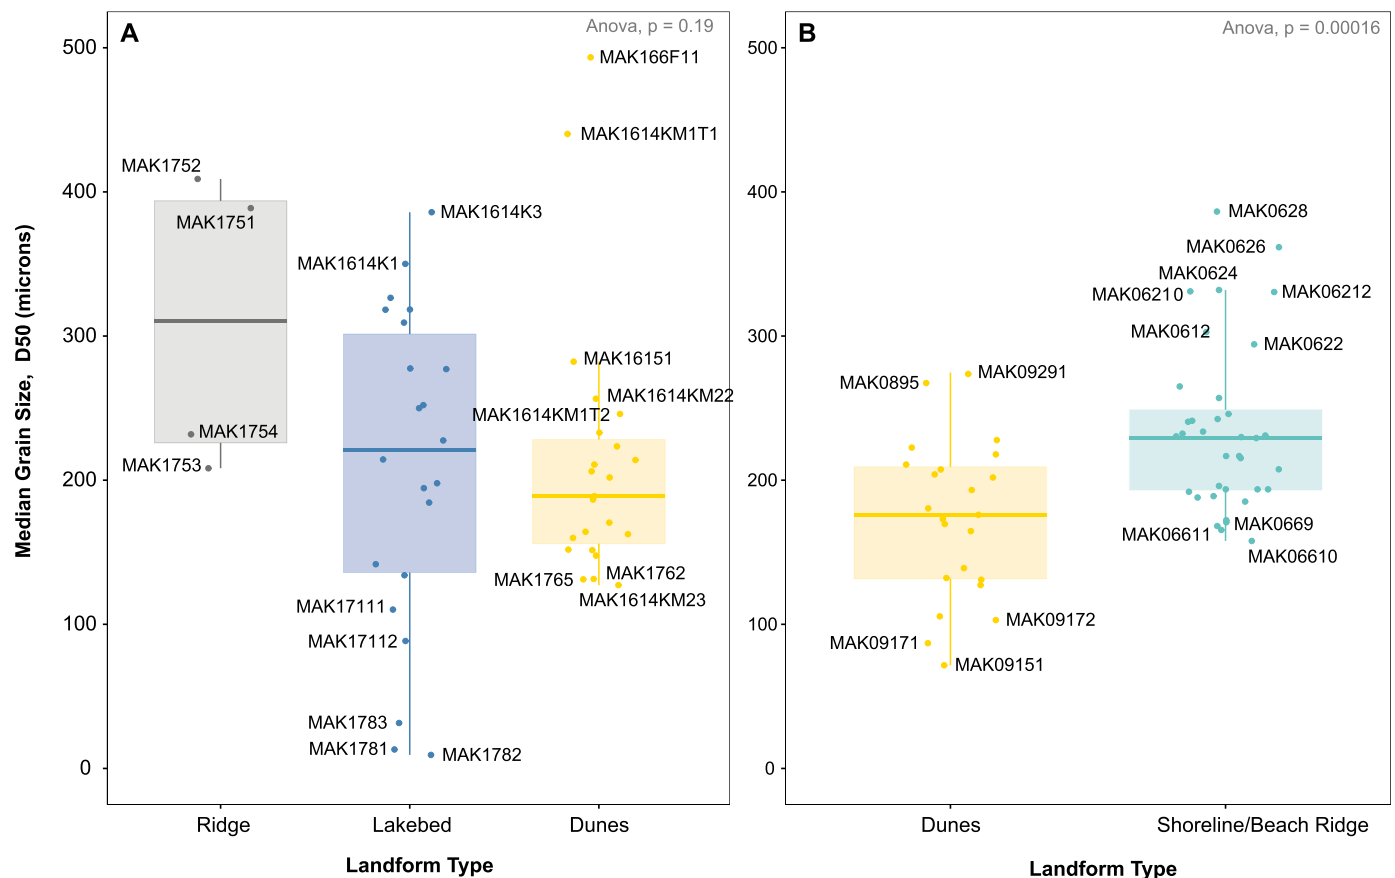 A
Anova, p = 0.19
500
400
300
200
100
0
Median Grain Size, D50 (microns)
MAK166F11
MAK1614KM1T1
MAK1752
MAK1751
MAK1614K3
MAK1614K1
MAK16151
MAK1614KM22
MAK1614KM1T2
MAK1754
MAK1753
MAK1765
MAK1762
MAK1614KM23
MAK17111
MAK17112
MAK1783
MAK1781
MAK1782
Ridge
Lakebed
Dunes
Landform Type
B
Anova, p = 0.00016
500
400
300
200
100
0
MAK0628
MAK0626
MAK0624
MAK06210
MAK06212
MAK0612
MAK0622
MAK09291
MAK0895
MAK0669
MAK06611
MAK06610
MAK09172
MAK09171
MAK09151
Dunes
Shoreline/Beach Ridge
Landform Type